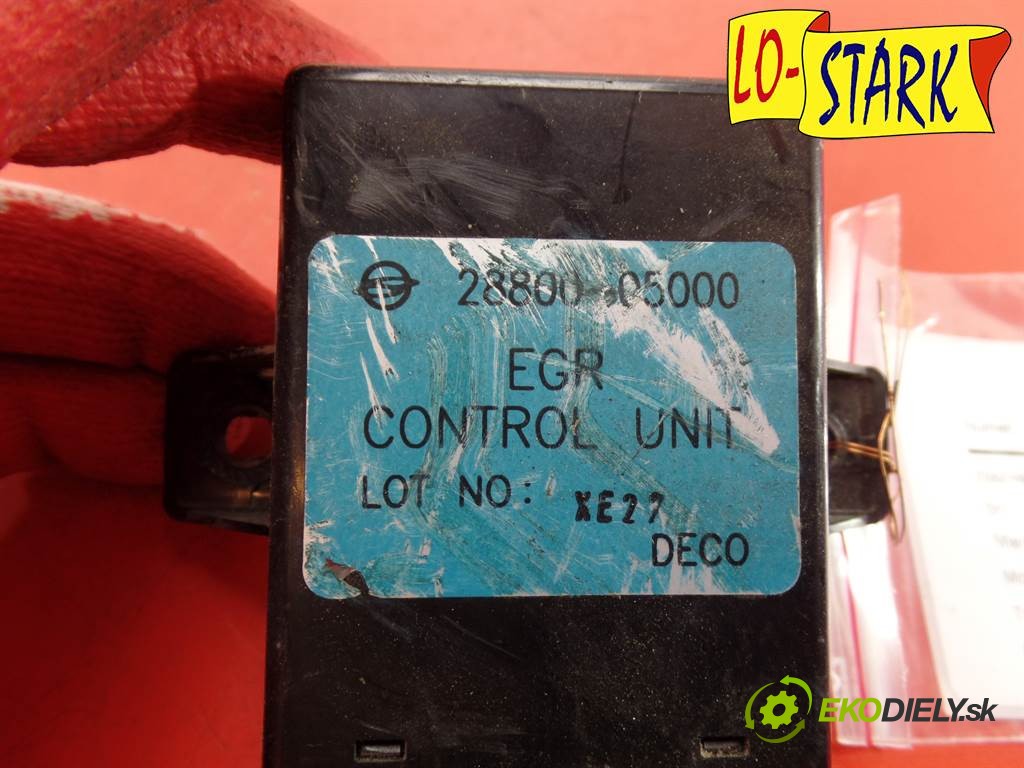 LO-STARK
28800-05000
EGR
CONTROL UNIT
LOT NO: XE27
DECO
EKODIELY.sk